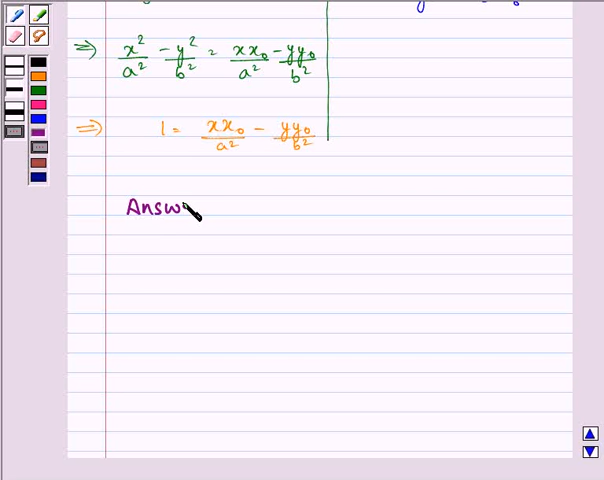 ⇒ x²/a² - y²/b² = xx₀/a² - yy₀/b²
⇒ 1 = xx₀/a² - yy₀/b²
Answ